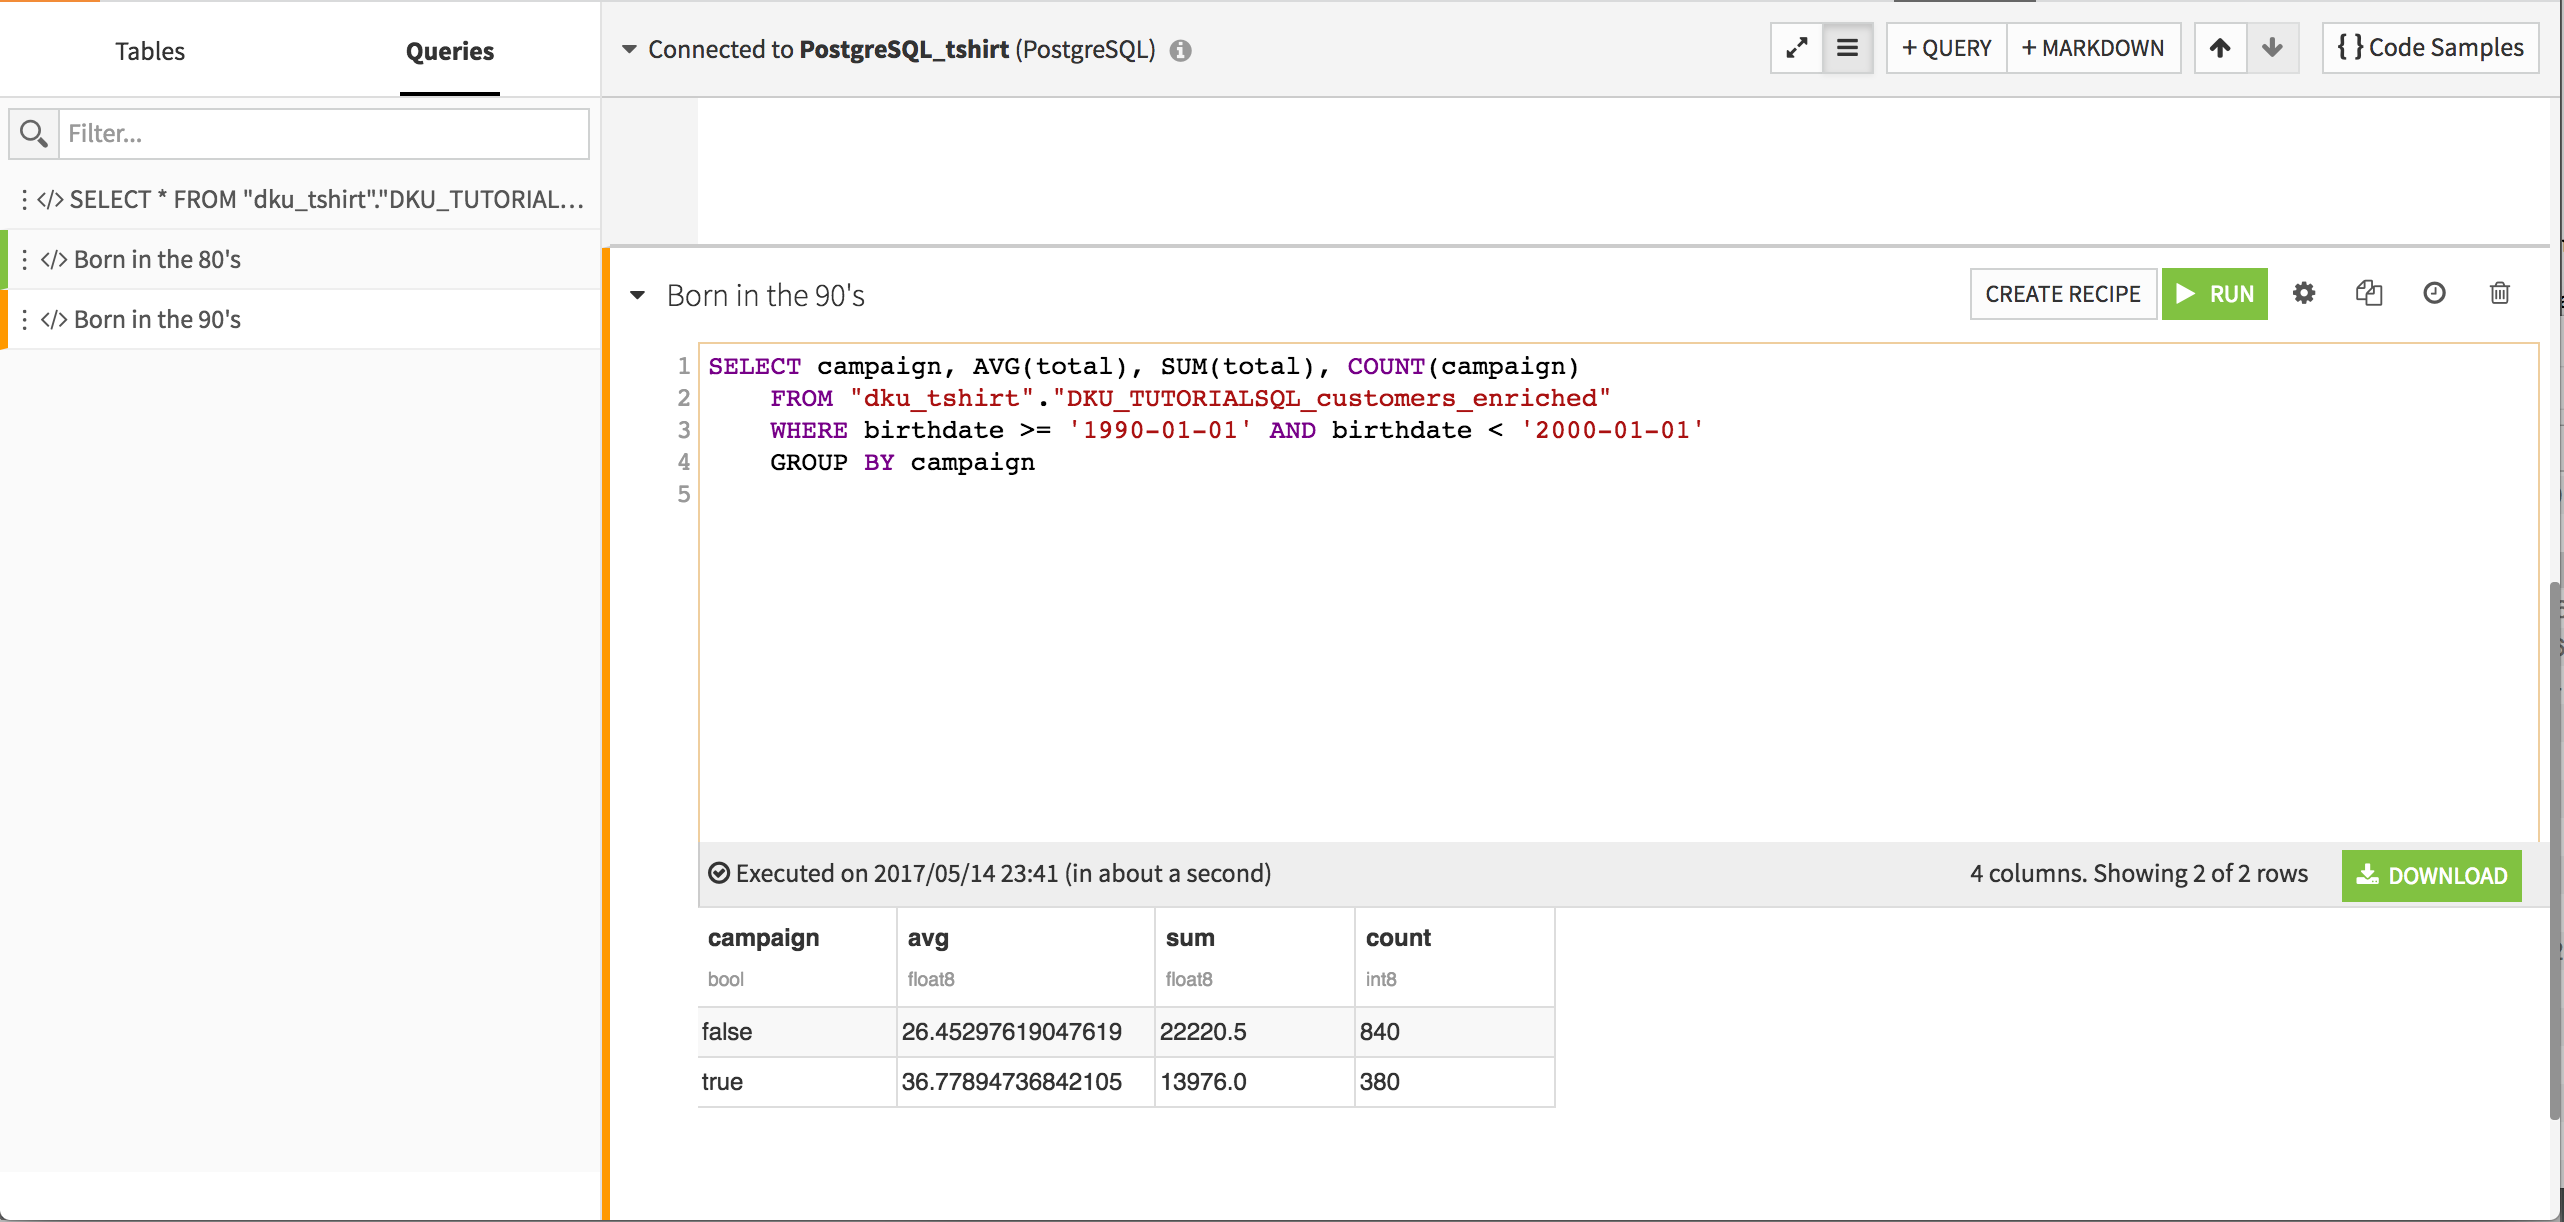 Tables
Queries
Connected to PostgreSQL_tshirt (PostgreSQL)
+ QUERY
+ MARKDOWN
{ } Code Samples
Filter...
</> SELECT * FROM "dku_tshirt"."DKU_TUTORIAL...
</> Born in the 80's
</> Born in the 90's
Born in the 90's
CREATE RECIPE
RUN
1 SELECT campaign, AVG(total), SUM(total), COUNT(campaign)
2 FROM "dku_tshirt"."DKU_TUTORIALSQL_customers_enriched"
3 WHERE birthdate >= '1990-01-01' AND birthdate < '2000-01-01'
4 GROUP BY campaign
5
Executed on 2017/05/14 23:41 (in about a second)
4 columns. Showing 2 of 2 rows
DOWNLOAD
campaign avg sum count
bool float8 float8 int8
false 26.45297619047619 22220.5 840
true 36.77894736842105 13976.0 380